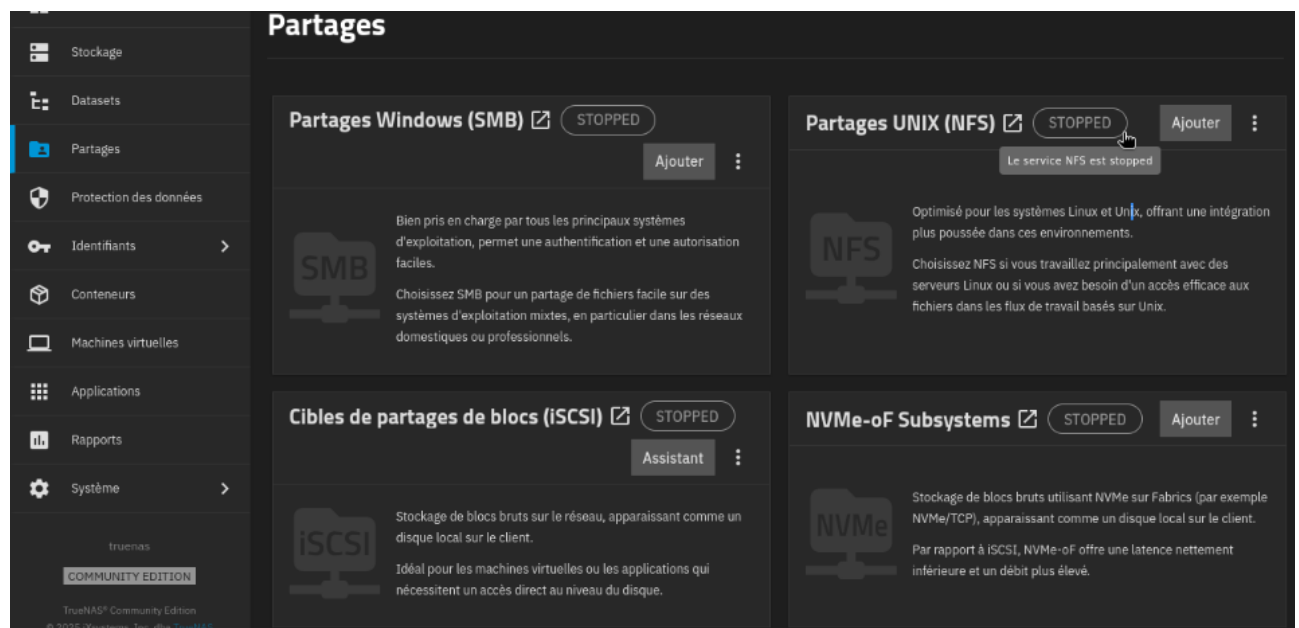 Partages
Stockage
Datasets
Partages
Protection des données
Identifiants
Conteneurs
Machines virtuelles
Applications
Rapports
Système
truenas
COMMUNITY EDITION
TrueNAS® Community Edition
Partages Windows (SMB)
STOPPED
Ajouter
SMB
Bien pris en charge par tous les principaux systèmes
d'exploitation, permet une authentification et une autorisation
faciles.
Choisissez SMB pour un partage de fichiers facile sur des
systèmes d'exploitation mixtes, en particulier dans les réseaux
domestiques ou professionnels.
Partages UNIX (NFS)
STOPPED
Ajouter
Le service NFS est stopped
NFS
Optimisé pour les systèmes Linux et Unix, offrant une intégration
plus poussée dans ces environnements.
Choisissez NFS si vous travaillez principalement avec des
serveurs Linux ou si vous avez besoin d'un accès efficace aux
fichiers dans les flux de travail basés sur Unix.
Cibles de partages de blocs (iSCSI)
STOPPED
Assistant
iSCSI
Stockage de blocs bruts sur le réseau, apparaissant comme un
disque local sur le client.
Idéal pour les machines virtuelles ou les applications qui
nécessitent un accès direct au niveau du disque.
NVMe-oF Subsystems
STOPPED
Ajouter
NVMe
Stockage de blocs bruts utilisant NVMe sur Fabrics (par exemple
NVMe/TCP), apparaissant comme un disque local sur le client.
Par rapport à iSCSI, NVMe-oF offre une latence nettement
inférieure et un débit plus élevé.